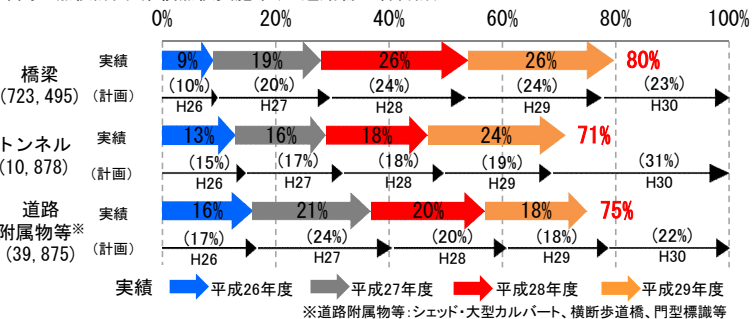 0% 20% 40% 60% 80% 100%
橋梁
(723,495)
実績 9% 19% 26% 26% 80%
(計画) (10%) (20%) (24%) (24%) (23%)
H26 H27 H28 H29 H30
トンネル
(10,878)
実績 13% 16% 18% 24% 71%
(計画) (15%) (17%) (18%) (19%) (31%)
H26 H27 H28 H29 H30
道路
附属物等※
(39,875)
実績 16% 21% 20% 18% 75%
(計画) (17%) (24%) (20%) (18%) (22%)
H26 H27 H28 H29 H30
実績 平成26年度 平成27年度 平成28年度 平成29年度
※道路附属物等:シェッド・大型カルバート、横断歩道橋、門型標識等